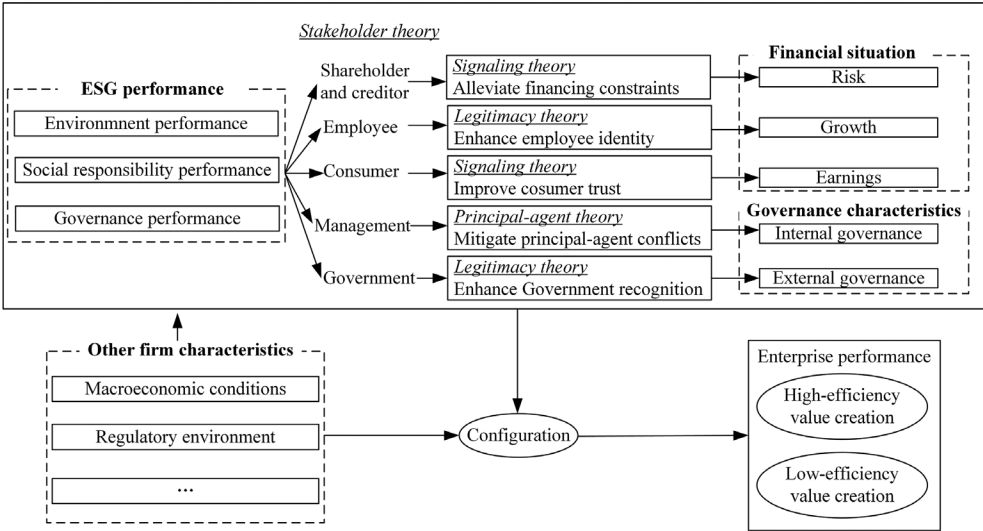 Stakeholder theory
ESG performance
Environmnent performance
Social responsibility performance
Governance performance
Shareholder
and creditor
Employee
Consumer
Management
Government
Signaling theory
Alleviate financing constraints
Legitimacy theory
Enhance employee identity
Signaling theory
Improve cosumer trust
Principal-agent theory
Mitigate principal-agent conflicts
Legitimacy theory
Enhance Government recognition
Financial situation
Risk
Growth
Earnings
Governance characteristics
Internal governance
External governance
Other firm characteristics
Macroeconomic conditions
Regulatory environment
...
Configuration
Enterprise performance
High-efficiency
value creation
Low-efficiency
value creation